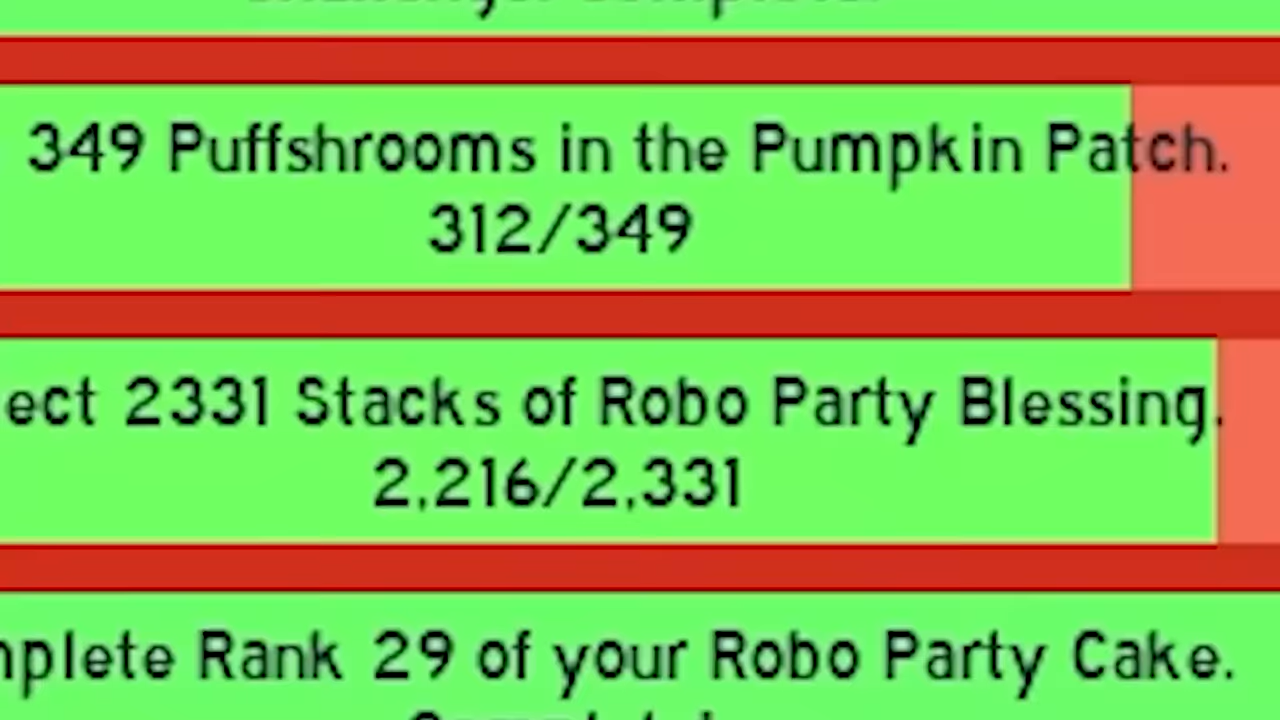 349 Puffshrooms in the Pumpkin Patch.
312/349
ect 2331 Stacks of Robo Party Blessing.
2,216/2,331
mplete Rank 29 of your Robo Party Cake.